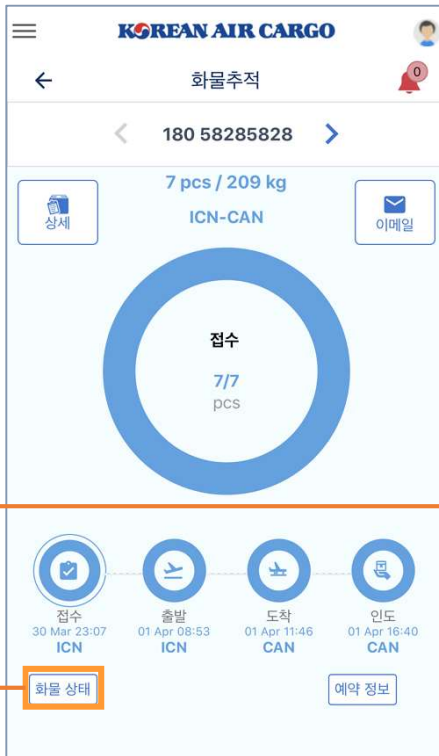 KOREAN AIR CARGO
화물추적
0
180 58285828
7 pcs / 209 kg
상세
ICN-CAN
이메일
접수
7/7
pcs
접수
출발
도착
인도
30 Mar 23:07
01 Apr 08:53
01 Apr 11:46
01 Apr 16:40
ICN
ICN
CAN
CAN
화물 상태
예약 정보